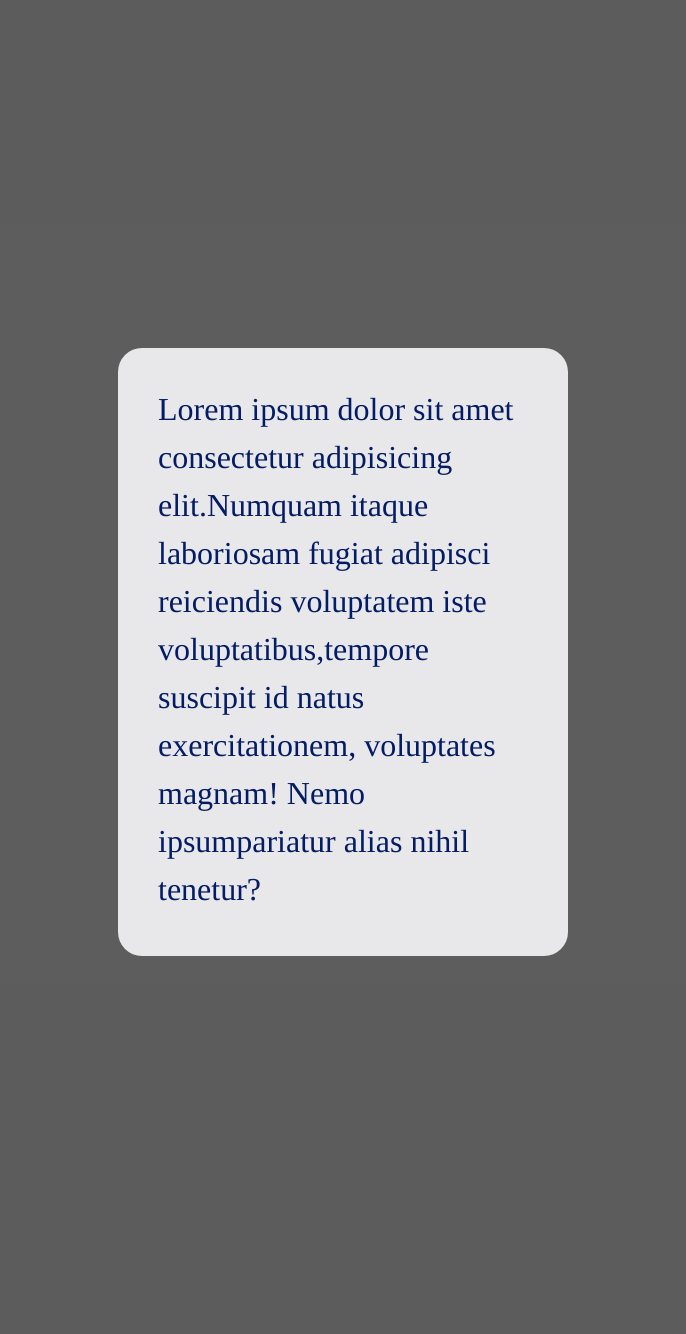 Lorem ipsum dolor sit amet
consectetur adipisicing
elit.Numquam itaque
laboriosam fugiat adipisci
reiciendis voluptatem iste
voluptatibus,tempore
suscipit id natus
exercitationem, voluptates
magnam! Nemo
ipsumpariatur alias nihil
tenetur?